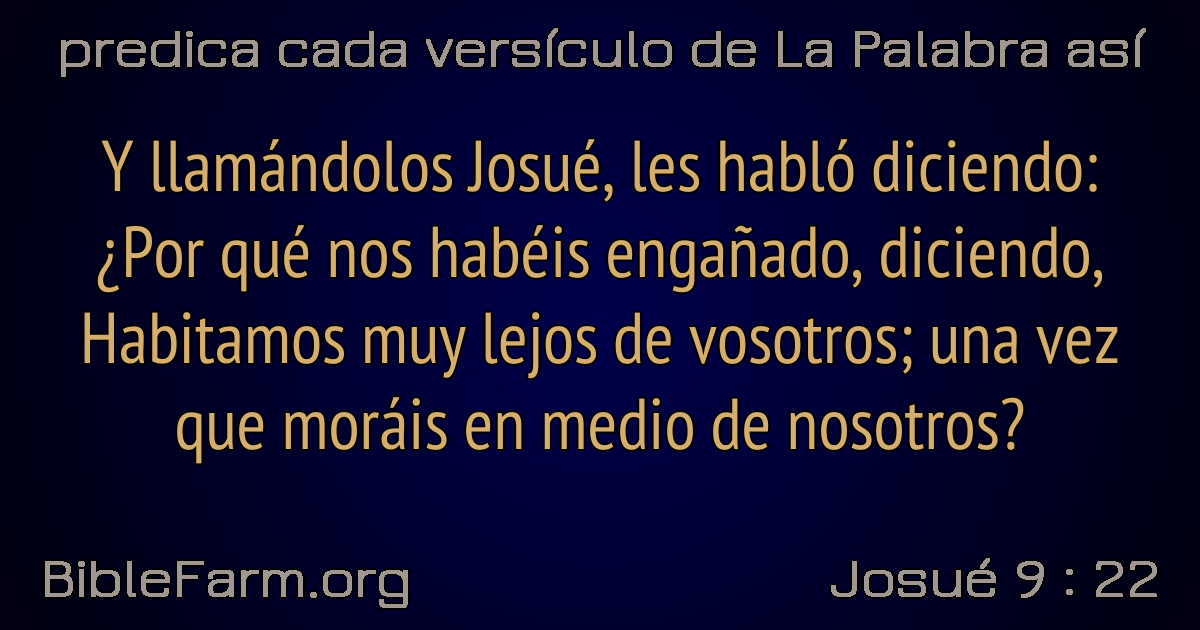 predica cada versículo de La Palabra así
Y llamándolos Josué, les habló diciendo:
¿Por qué nos habéis engañado, diciendo,
Habitamos muy lejos de vosotros; una vez
que moráis en medio de nosotros?
BibleFarm.org
Josué 9 : 22